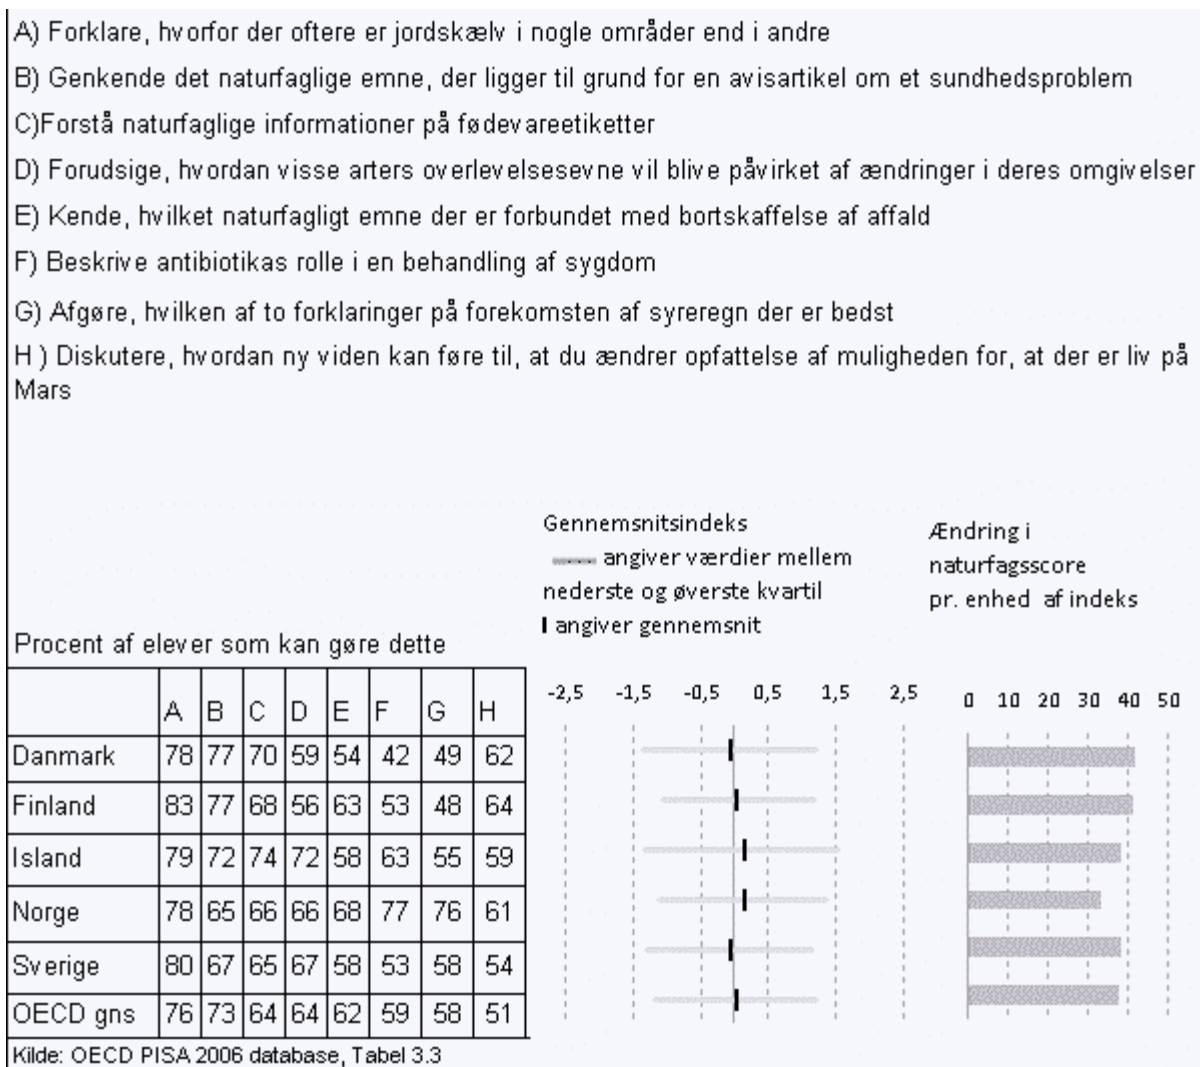 A) Forklare, hvorfor der oftere er jordskælv i nogle områder end i andre
B) Genkende det naturfaglige emne, der ligger til grund for en avisartikel om et sundhedsproblem
C)Forstå naturfaglige informationer på fødevareetiketter
D) Forudsige, hvordan visse arters overlevelsesevne vil blive påvirket af ændringer i deres omgivelser
E) Kende, hvilket naturfagligt emne der er forbundet med bortskaffelse af affald
F) Beskrive antibiotikas rolle i en behandling af sygdom
G) Afgøre, hvilken af to forklaringer på forekomsten af syreregn der er bedst
H ) Diskutere, hvordan ny viden kan føre til, at du ændrer opfattelse af muligheden for, at der er liv på
Mars
Gennemsnitsindeks
angiver værdier mellem
nederste og øverste kvartil
I angiver gennemsnit
Ændring i
naturfagsscore
pr. enhed af indeks
Procent af elever som kan gøre dette
A B C D E F G H
Danmark 78 77 70 59 54 42 49 62
Finland 83 77 68 56 63 53 48 64
Island 79 72 74 72 58 63 55 59
Norge 78 65 66 66 68 77 76 61
Sverige 80 67 65 67 58 53 58 54
OECD gns 76 73 64 64 62 59 58 51
-2,5 -1,5 -0,5 0,5 1,5 2,5
0 10 20 30 40 50
Kilde: OECD PISA 2006 database, Tabel 3.3